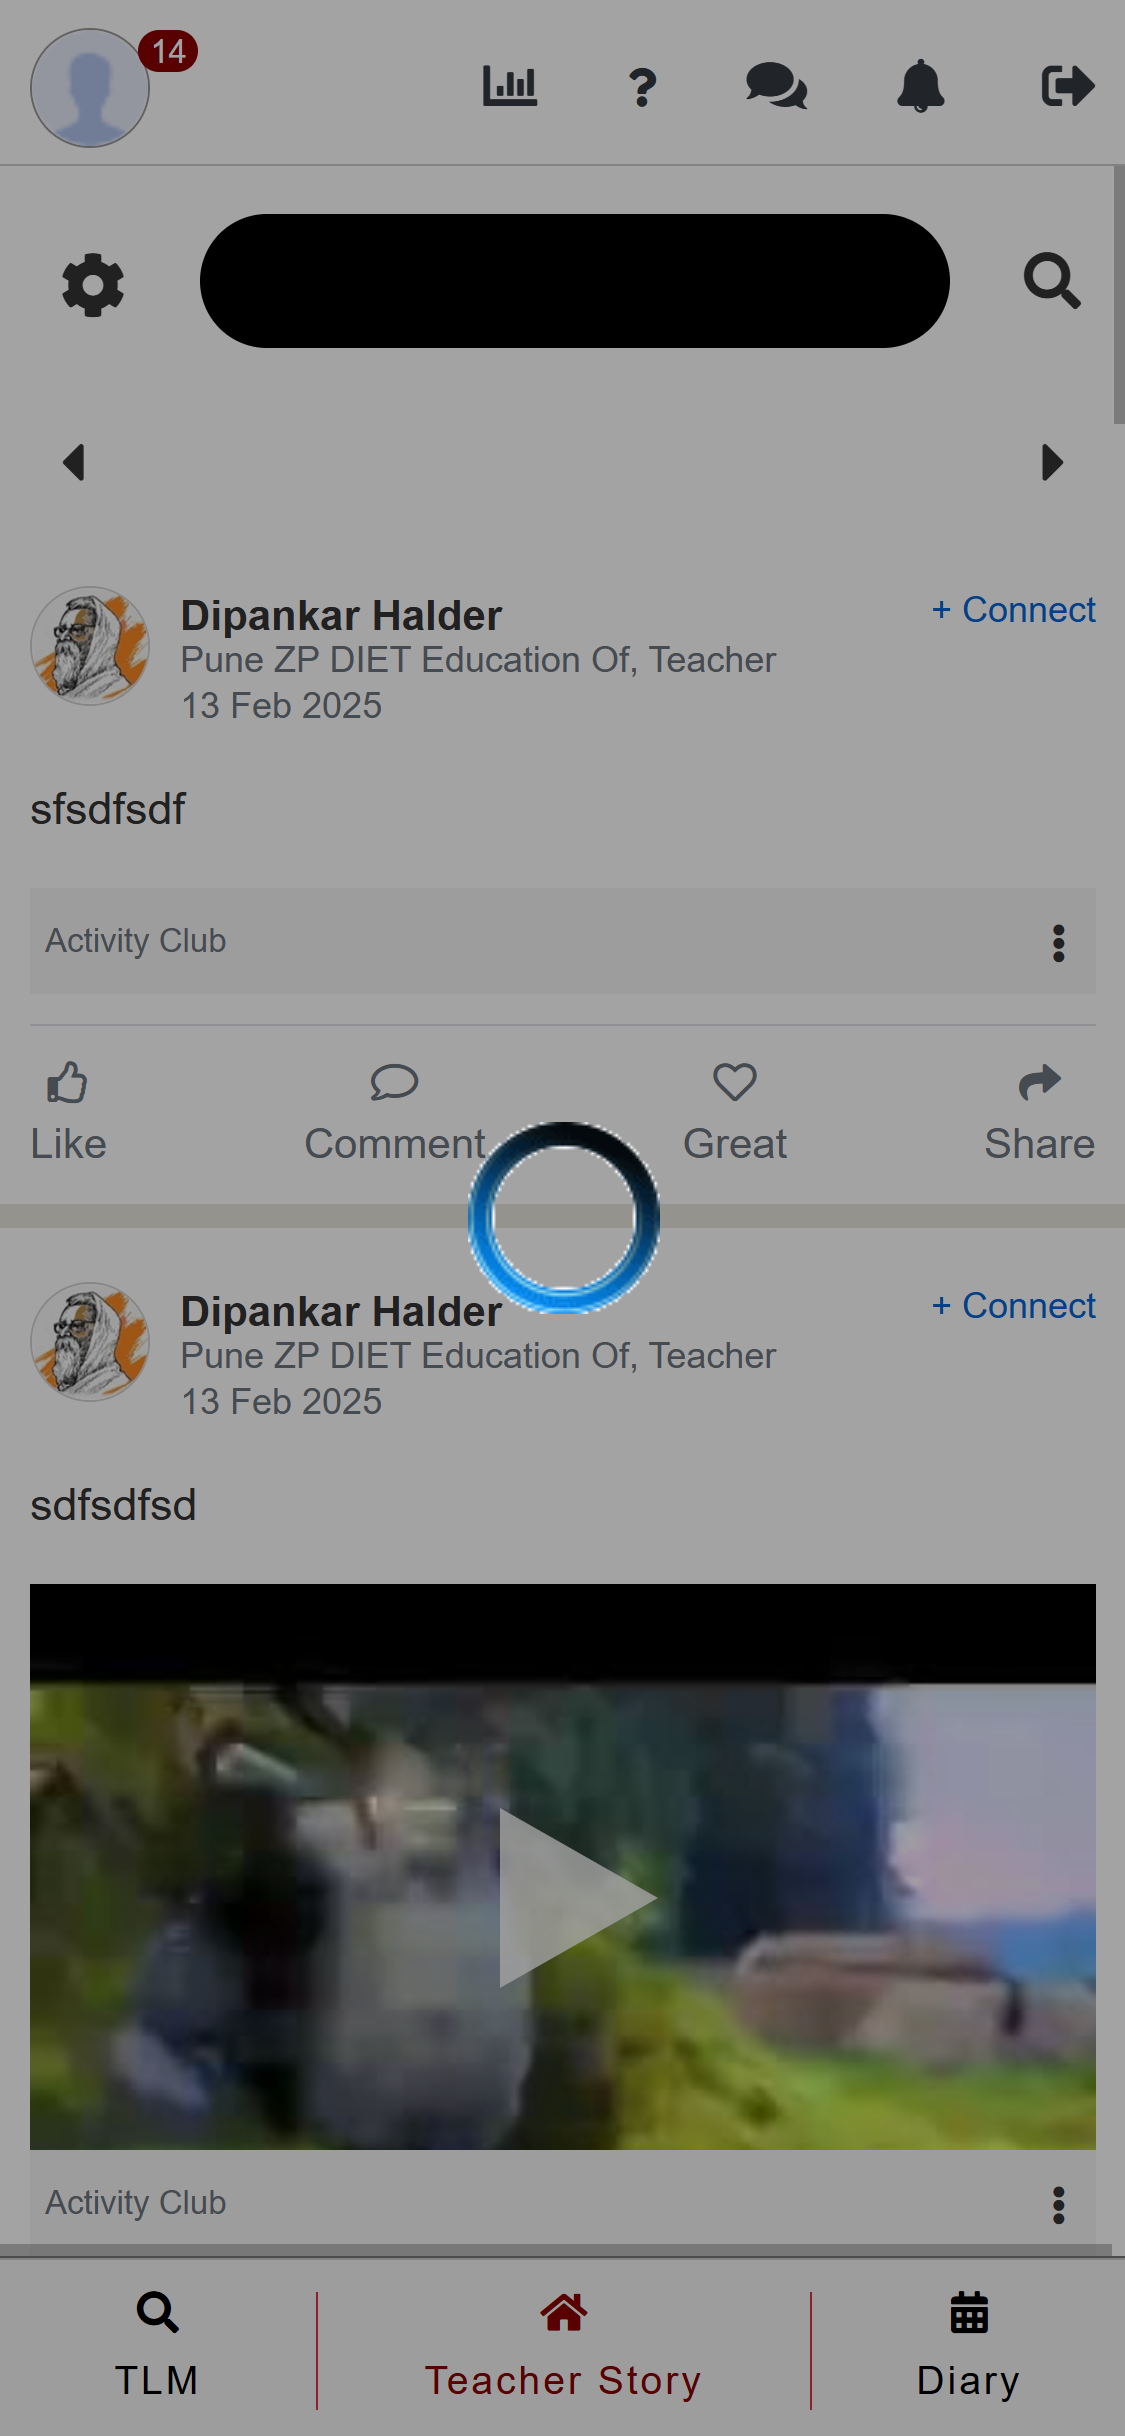 14
Dipankar Halder
+ Connect
Pune ZP DIET Education Of, Teacher
13 Feb 2025
sfsdfsdf
Activity Club
Like Comment Great Share
Dipankar Halder
+ Connect
Pune ZP DIET Education Of, Teacher
13 Feb 2025
sdfsdfsd
Activity Club
TLM Teacher Story Diary